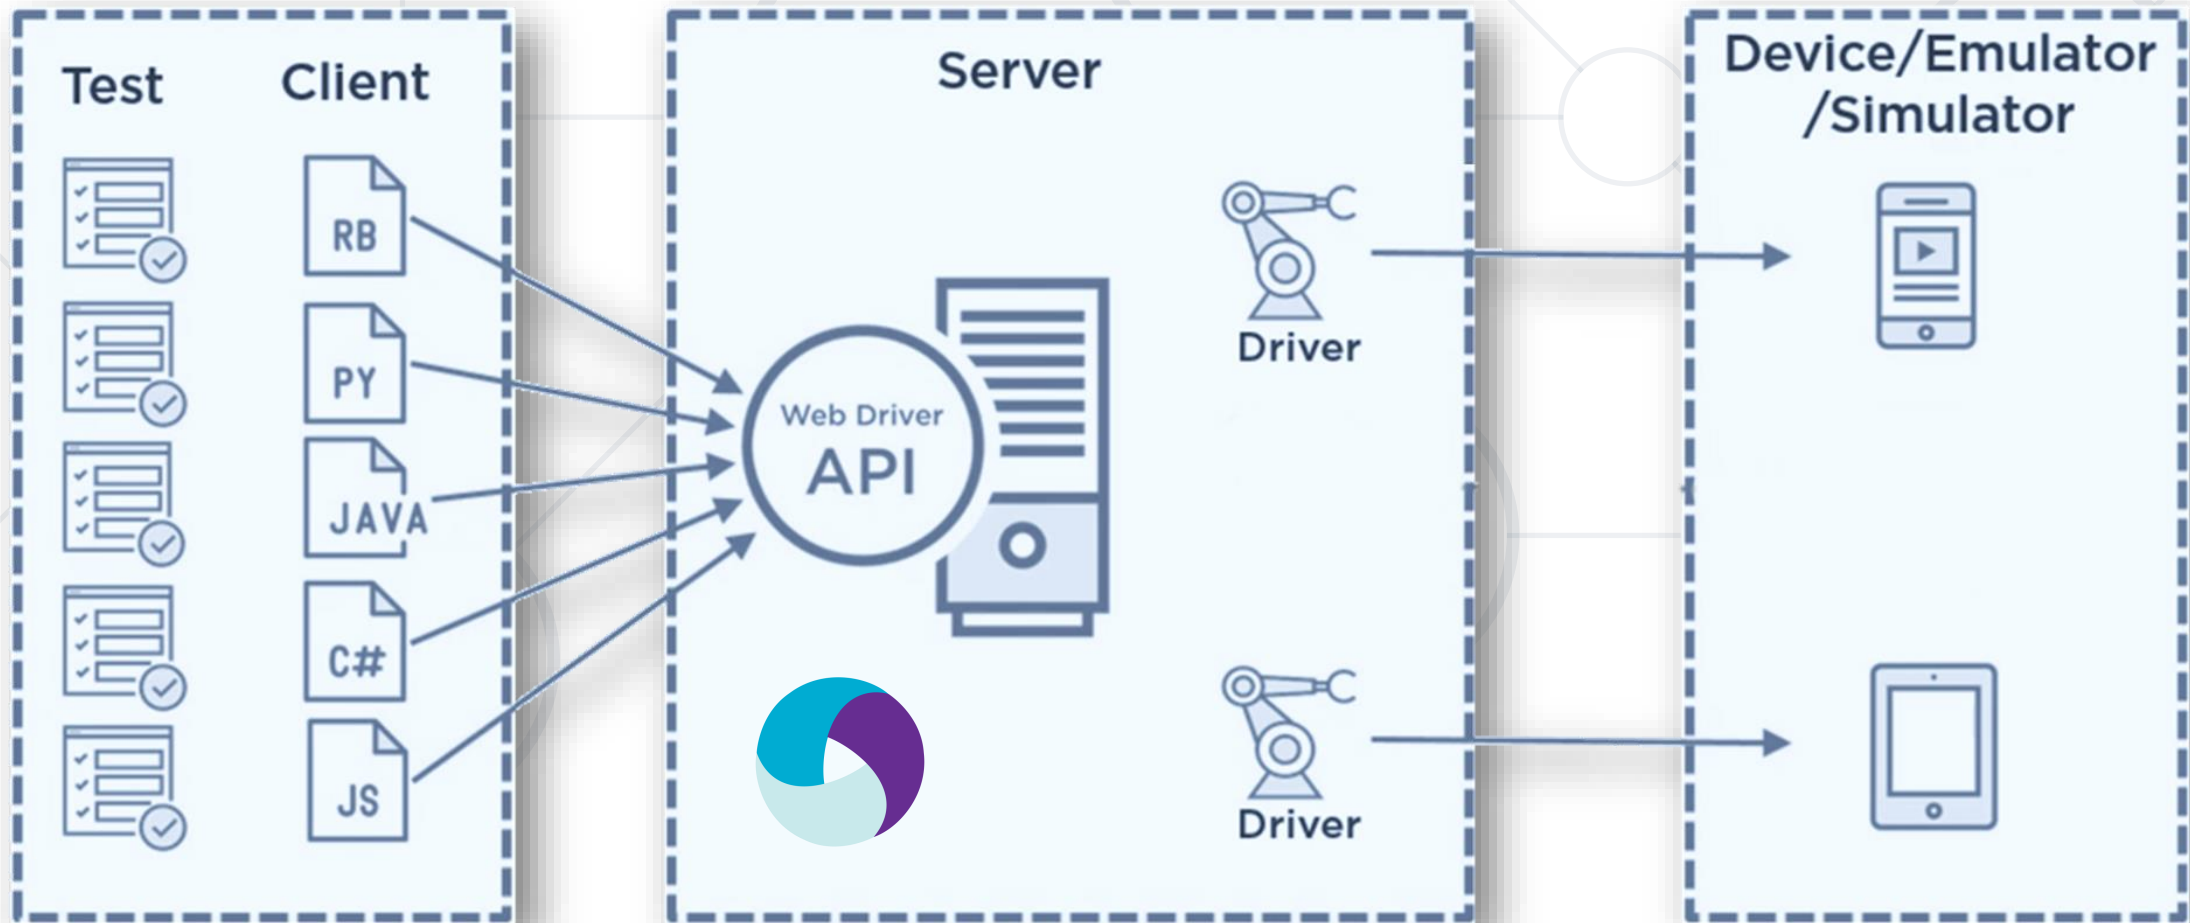 Test
Client
RB
PY
JAVA
C#
JS
Server
Web Driver
API
Driver
Driver
Device/Emulator
/Simulator